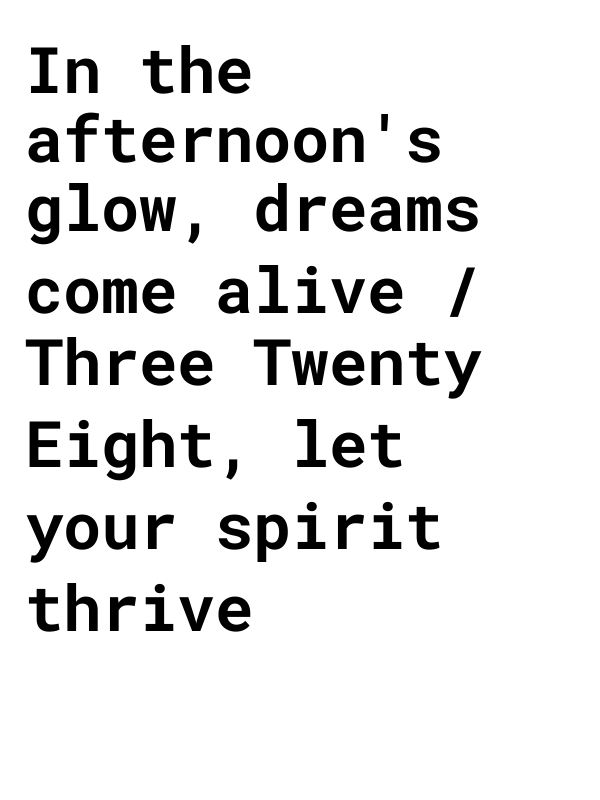 In the
afternoon's
glow, dreams
come alive /
Three Twenty
Eight, let
your spirit
thrive